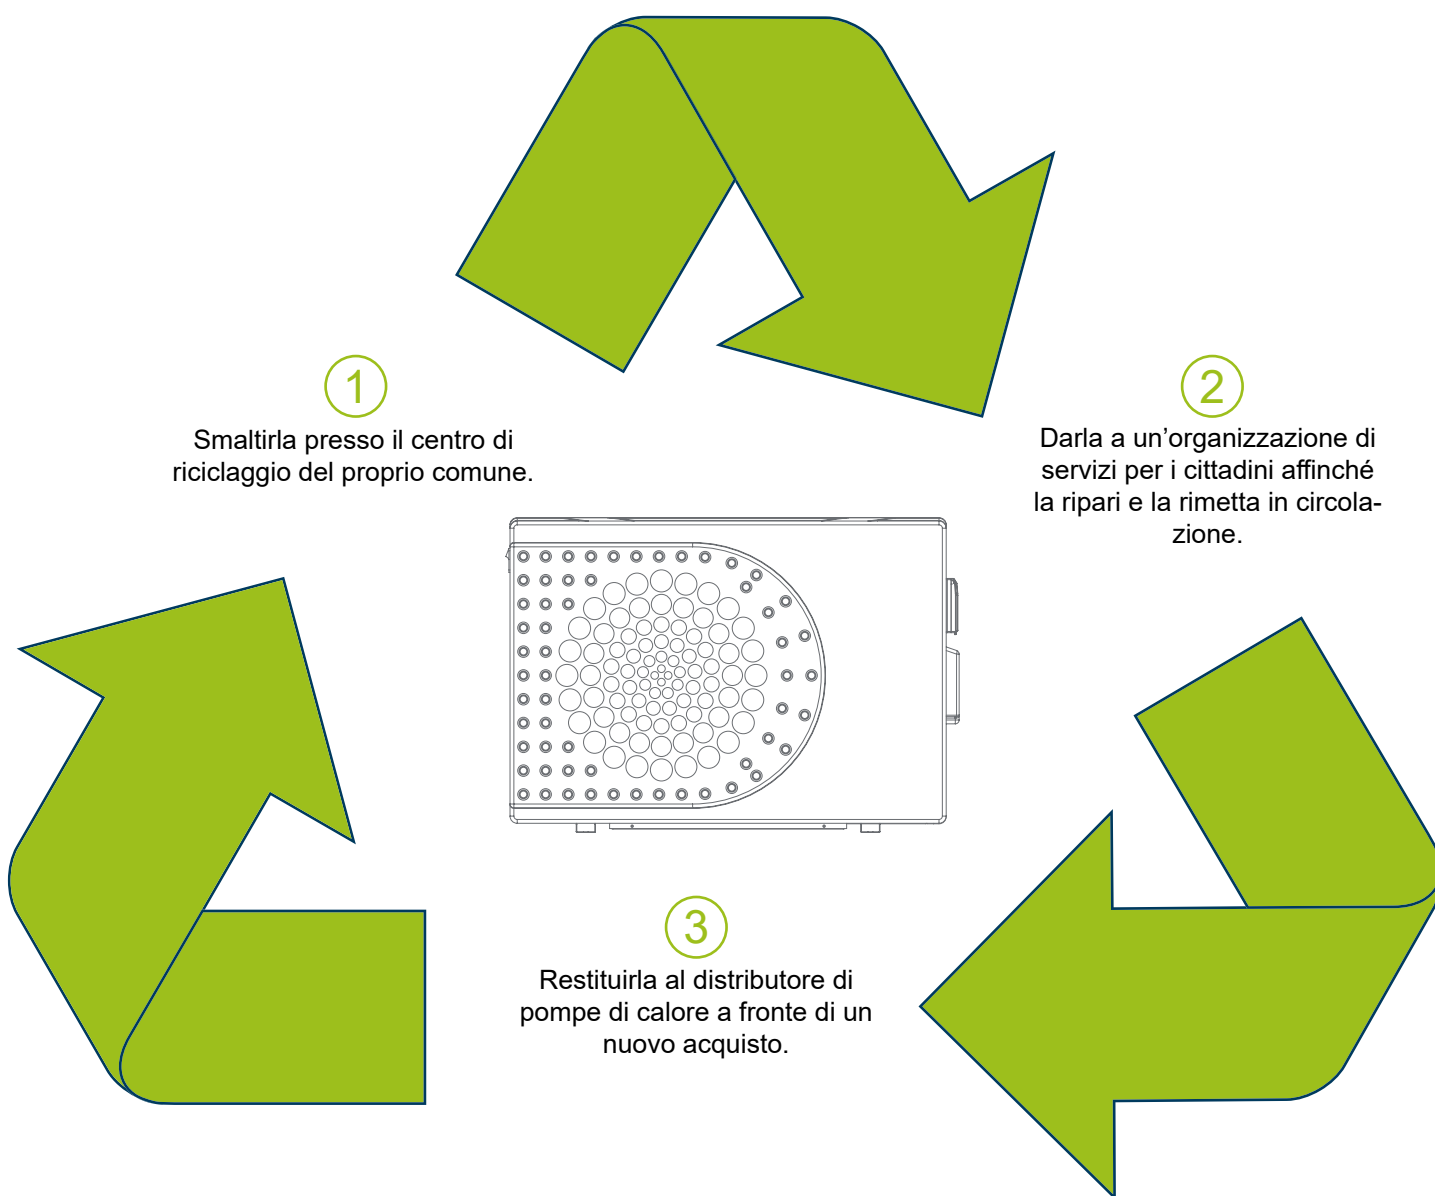 1
Smaltirla presso il centro di
riciclaggio del proprio comune.
2
Darla a un’organizzazione di
servizi per i cittadini affinché
la ripari e la rimetta in circola-
zione.
3
Restituirla al distributore di
pompe di calore a fronte di un
nuovo acquisto.